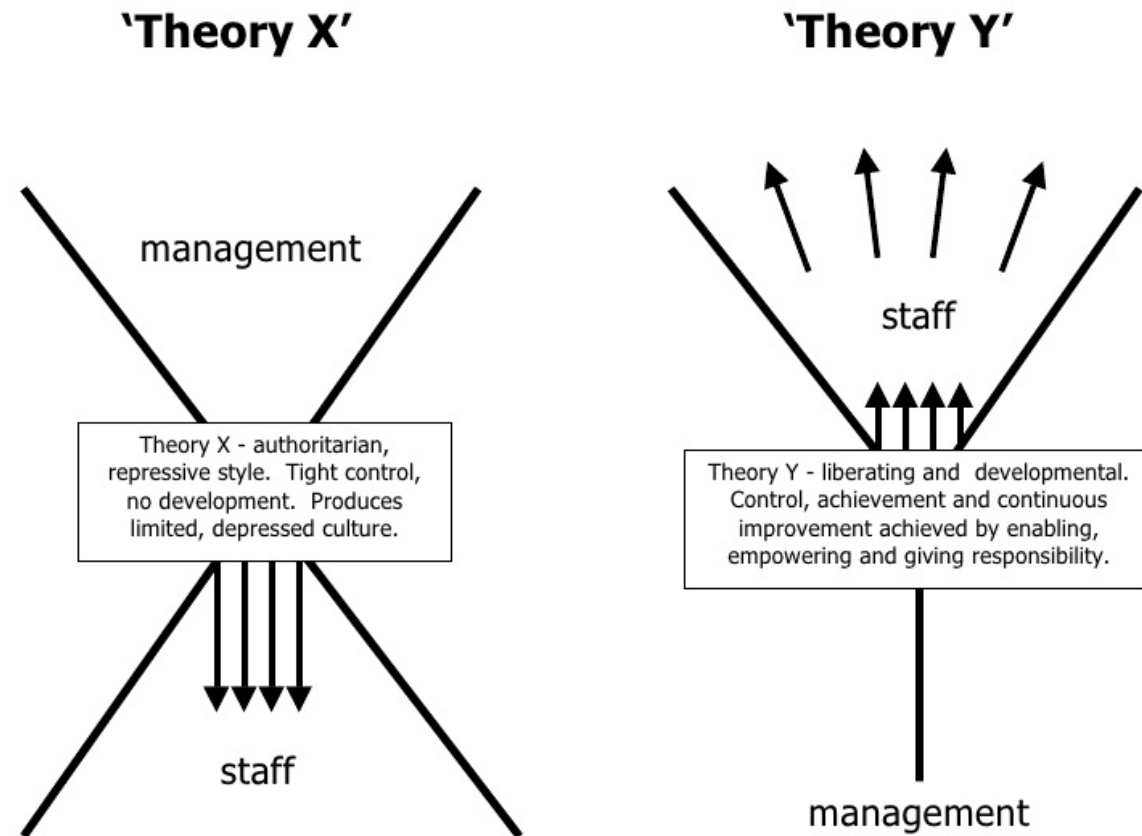 ‘Theory X’
management
Theory X - authoritarian,
repressive style. Tight control,
no development. Produces
limited, depressed culture.
staff
‘Theory Y’
staff
Theory Y - liberating and developmental.
Control, achievement and continuous
improvement achieved by enabling,
empowering and giving responsibility.
management